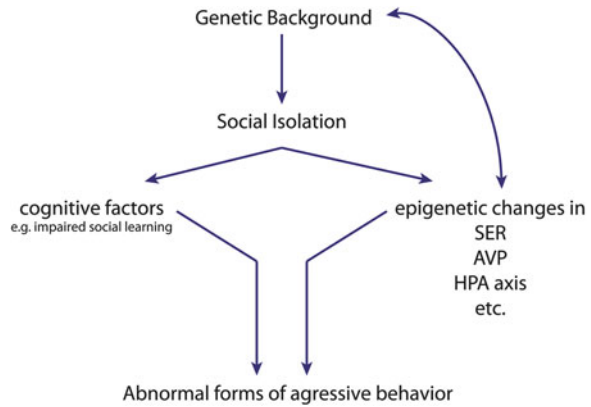 Genetic Background
Social Isolation
cognitive factors
e.g. impaired social learning
epigenetic changes in
SER
AVP
HPA axis
etc.
Abnormal forms of agressive behavior